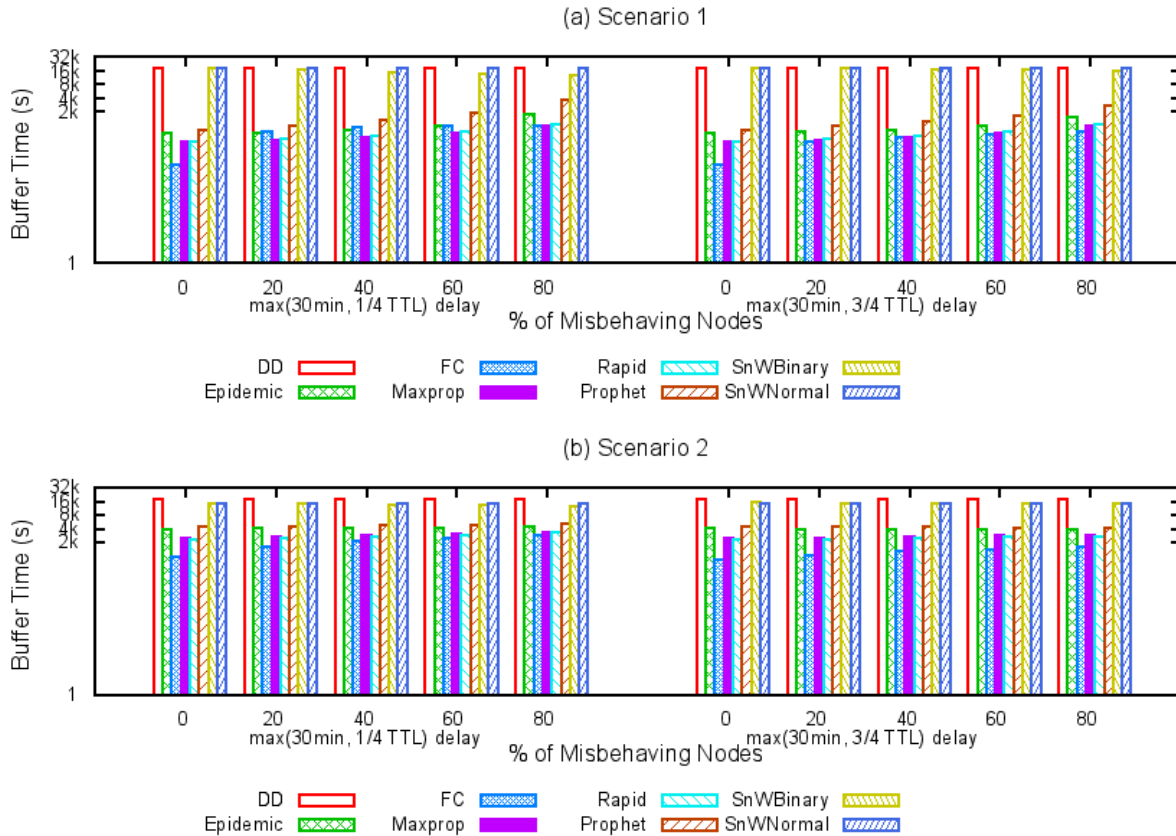 (a) Scenario 1
Buffer Time (s)
32k
16k
8k
4k
2k
1
0 20 40 60 80 0 20 40 60 80
max(30min, 1/4 TTL) delay max(30min, 3/4 TTL) delay
% of Misbehaving Nodes
DD FC Rapid SnWBinary
Epidemic Maxprop Prophet SnWNormal
(b) Scenario 2
Buffer Time (s)
32k
16k
8k
4k
2k
1
0 20 40 60 80 0 20 40 60 80
max(30min, 1/4 TTL) delay max(30min, 3/4 TTL) delay
% of Misbehaving Nodes
DD FC Rapid SnWBinary
Epidemic Maxprop Prophet SnWNormal